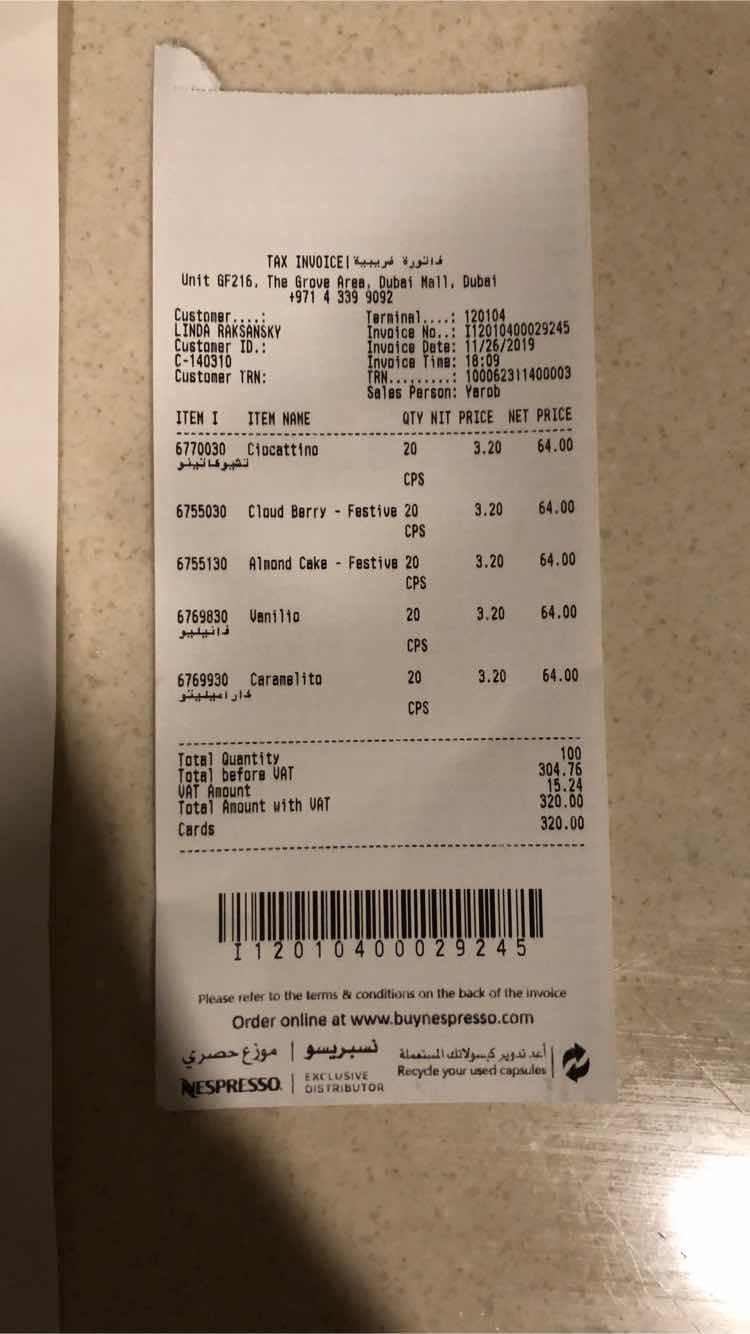 TAX INVOICE| فاتورة ضريبية
Unit GF216, The Grove Area, Dubai Mall, Dubai
+971 4 339 9092
Customer....: Terminal....: 120104
LINDA RAKSANSKY Invoice No..: I12010400029245
Customer ID.: Invoice Date: 11/26/2019
C-140310 Invoice Time: 18:09
Customer TRN: TRN.........: 100062311400003
Sales Person: Yarob
ITEM I ITEM NAME QTY NIT PRICE NET PRICE
6770030 Ciocattino 20 3.20 64.00
تشيوكاتينو
CPS
6755030 Cloud Berry - Festive 20 3.20 64.00
CPS
6755130 Almond Cake - Festive 20 3.20 64.00
CPS
6769830 Vanilio 20 3.20 64.00
فانيليو
CPS
6769930 Caramelito 20 3.20 64.00
كاراميليتو
CPS
Total Quantity 100
Total before VAT 304.76
VAT Amount 15.24
Total Amount with VAT 320.00
Cards 320.00
I12010400029245
Please refer to the terms & conditions on the back of the invoice
Order online at www.buynespresso.com
نسبريسو | موزع حصري
أعد تدوير كبسولاتك المستعملة
NESPRESSO | EXCLUSIVE DISTRIBUTOR
Recycle your used capsules